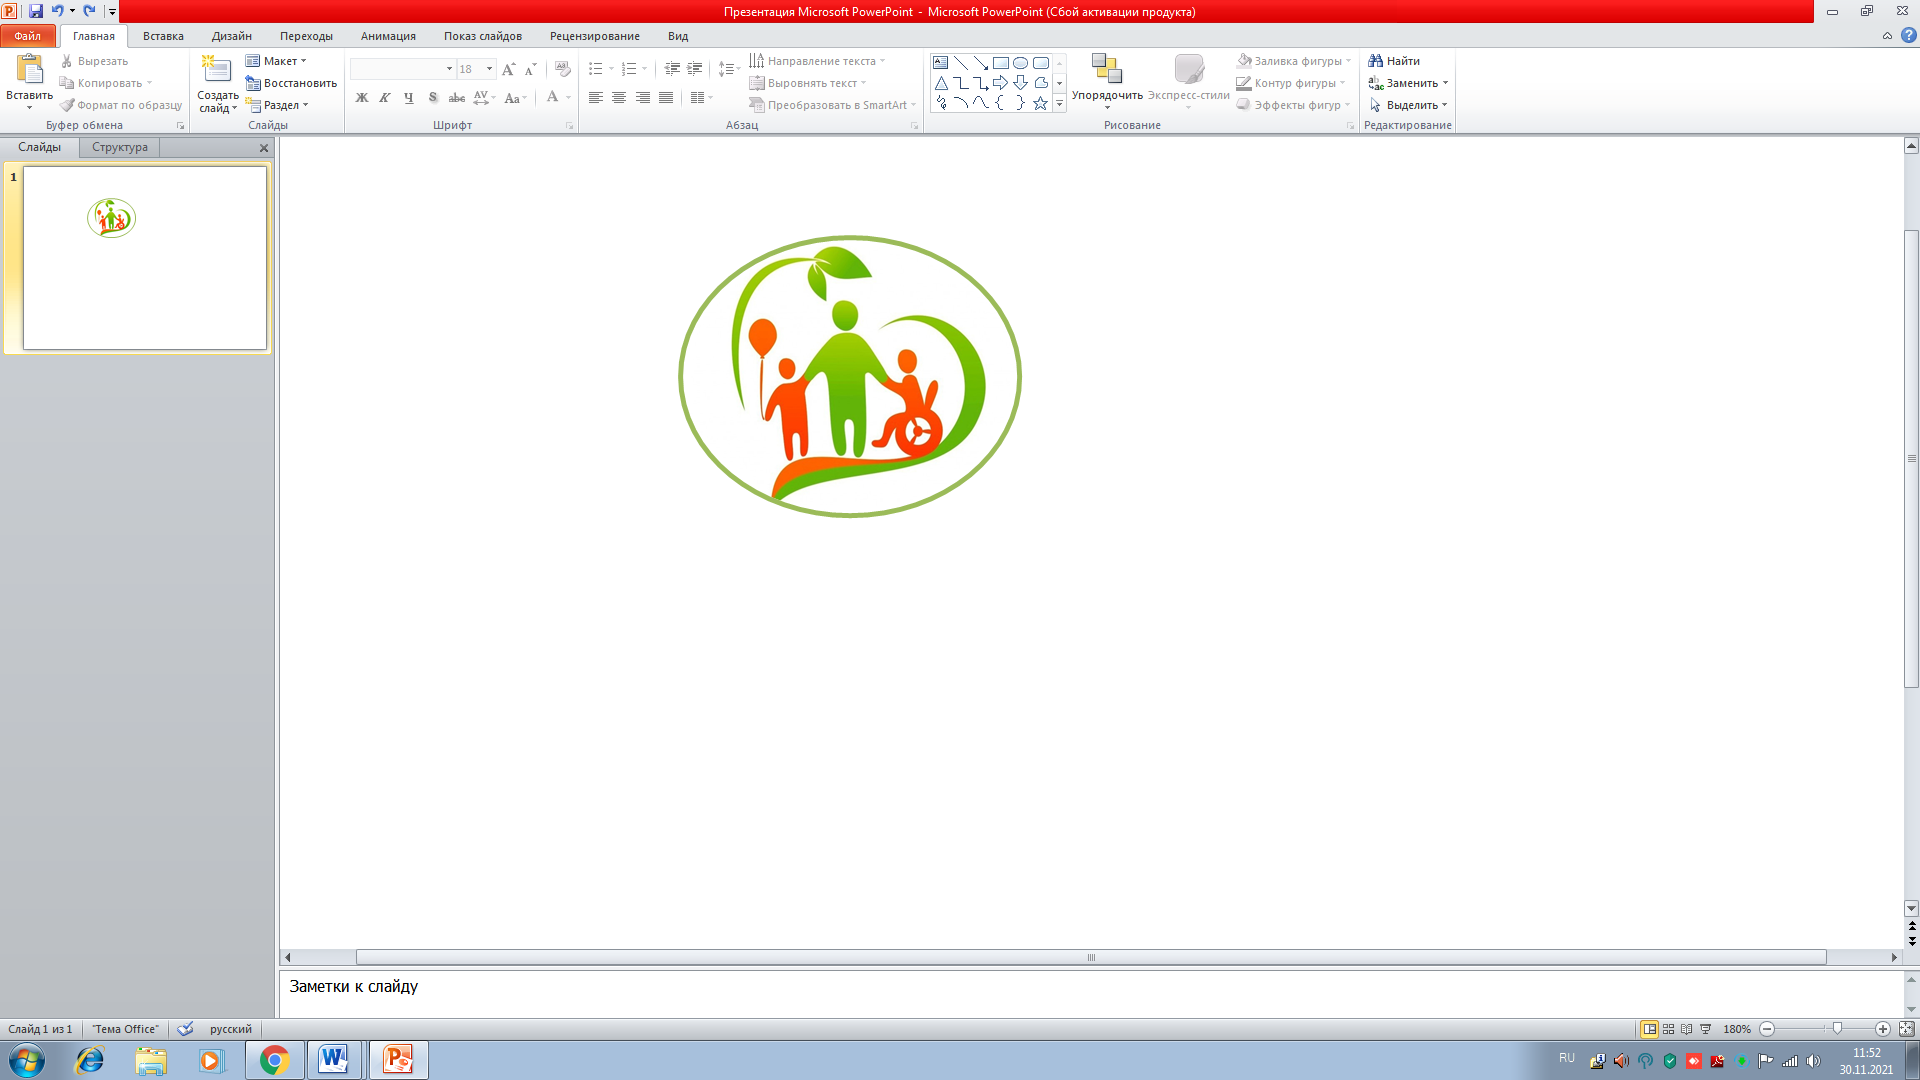 Презентация Microsoft PowerPoint - Microsoft PowerPoint (Сбой активации продукта)
Файл Главная Вставка Дизайн Переходы Анимация Показ слайдов Рецензирование Вид
Вставить
Вырезать
Копировать
Формат по образцу
Буфер обмена
Создать
слайд
Макет
Восстановить
Раздел
Слайды
18
Ж К Ч S abc AV Aa A
Шрифт
Направление текста
Выровнять текст
Преобразовать в SmartArt
Абзац
Упорядочить
Экспресс-стили
Заливка фигуры
Контур фигуры
Эффекты фигур
Рисование
Найти
Заменить
Выделить
Редактирование
Слайды Структура
1
Заметки к слайду
Слайд 1 из 1 "Тема Office" русский
180%
RU
11:52
30.11.2021